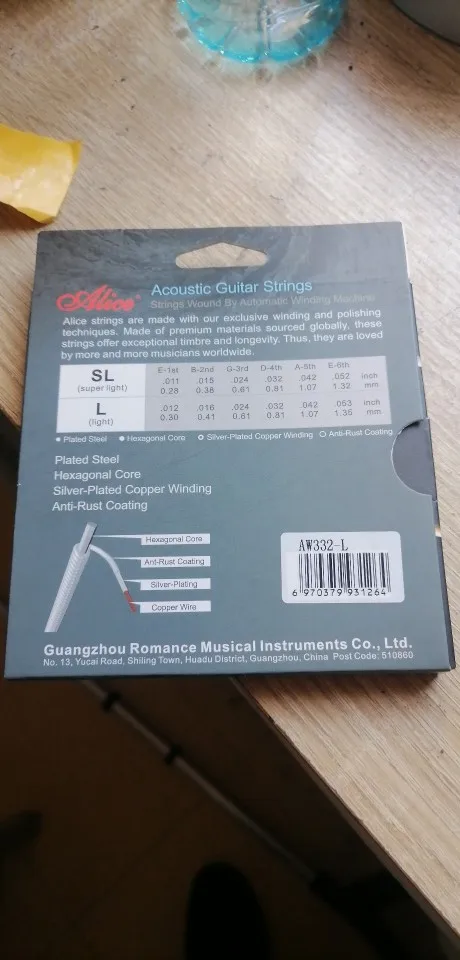 Alice®
Acoustic Guitar Strings
Strings Wound By Automatic Winding Machine
Alice strings are made with our exclusive winding and polishing
techniques. Made of premium materials sourced globally, these
strings offer exceptional timbre and longevity. Thus, they are loved
by more and more musicians worldwide.
E-1st B-2nd G-3rd D-4th A-5th E-6th
SL .011 .015 .024 .032 .042 .052 inch
(super light) 0.28 0.38 0.61 0.81 1.07 1.32 mm
L .012 .016 .024 .032 .042 .053 inch
(light) 0.30 0.41 0.61 0.81 1.07 1.35 mm
Plated Steel Hexagonal Core Silver-Plated Copper Winding Anti-Rust Coating
Plated Steel
Hexagonal Core
Silver-Plated Copper Winding
Anti-Rust Coating
Hexagonal Core
Anti-Rust Coating
Silver-Plating
Copper Wire
AW332-L
6 970379 931264
Guangzhou Romance Musical Instruments Co., Ltd.
No. 13, Yucai Road, Shiling Town, Huadu District, Guangzhou, China Post Code: 510860